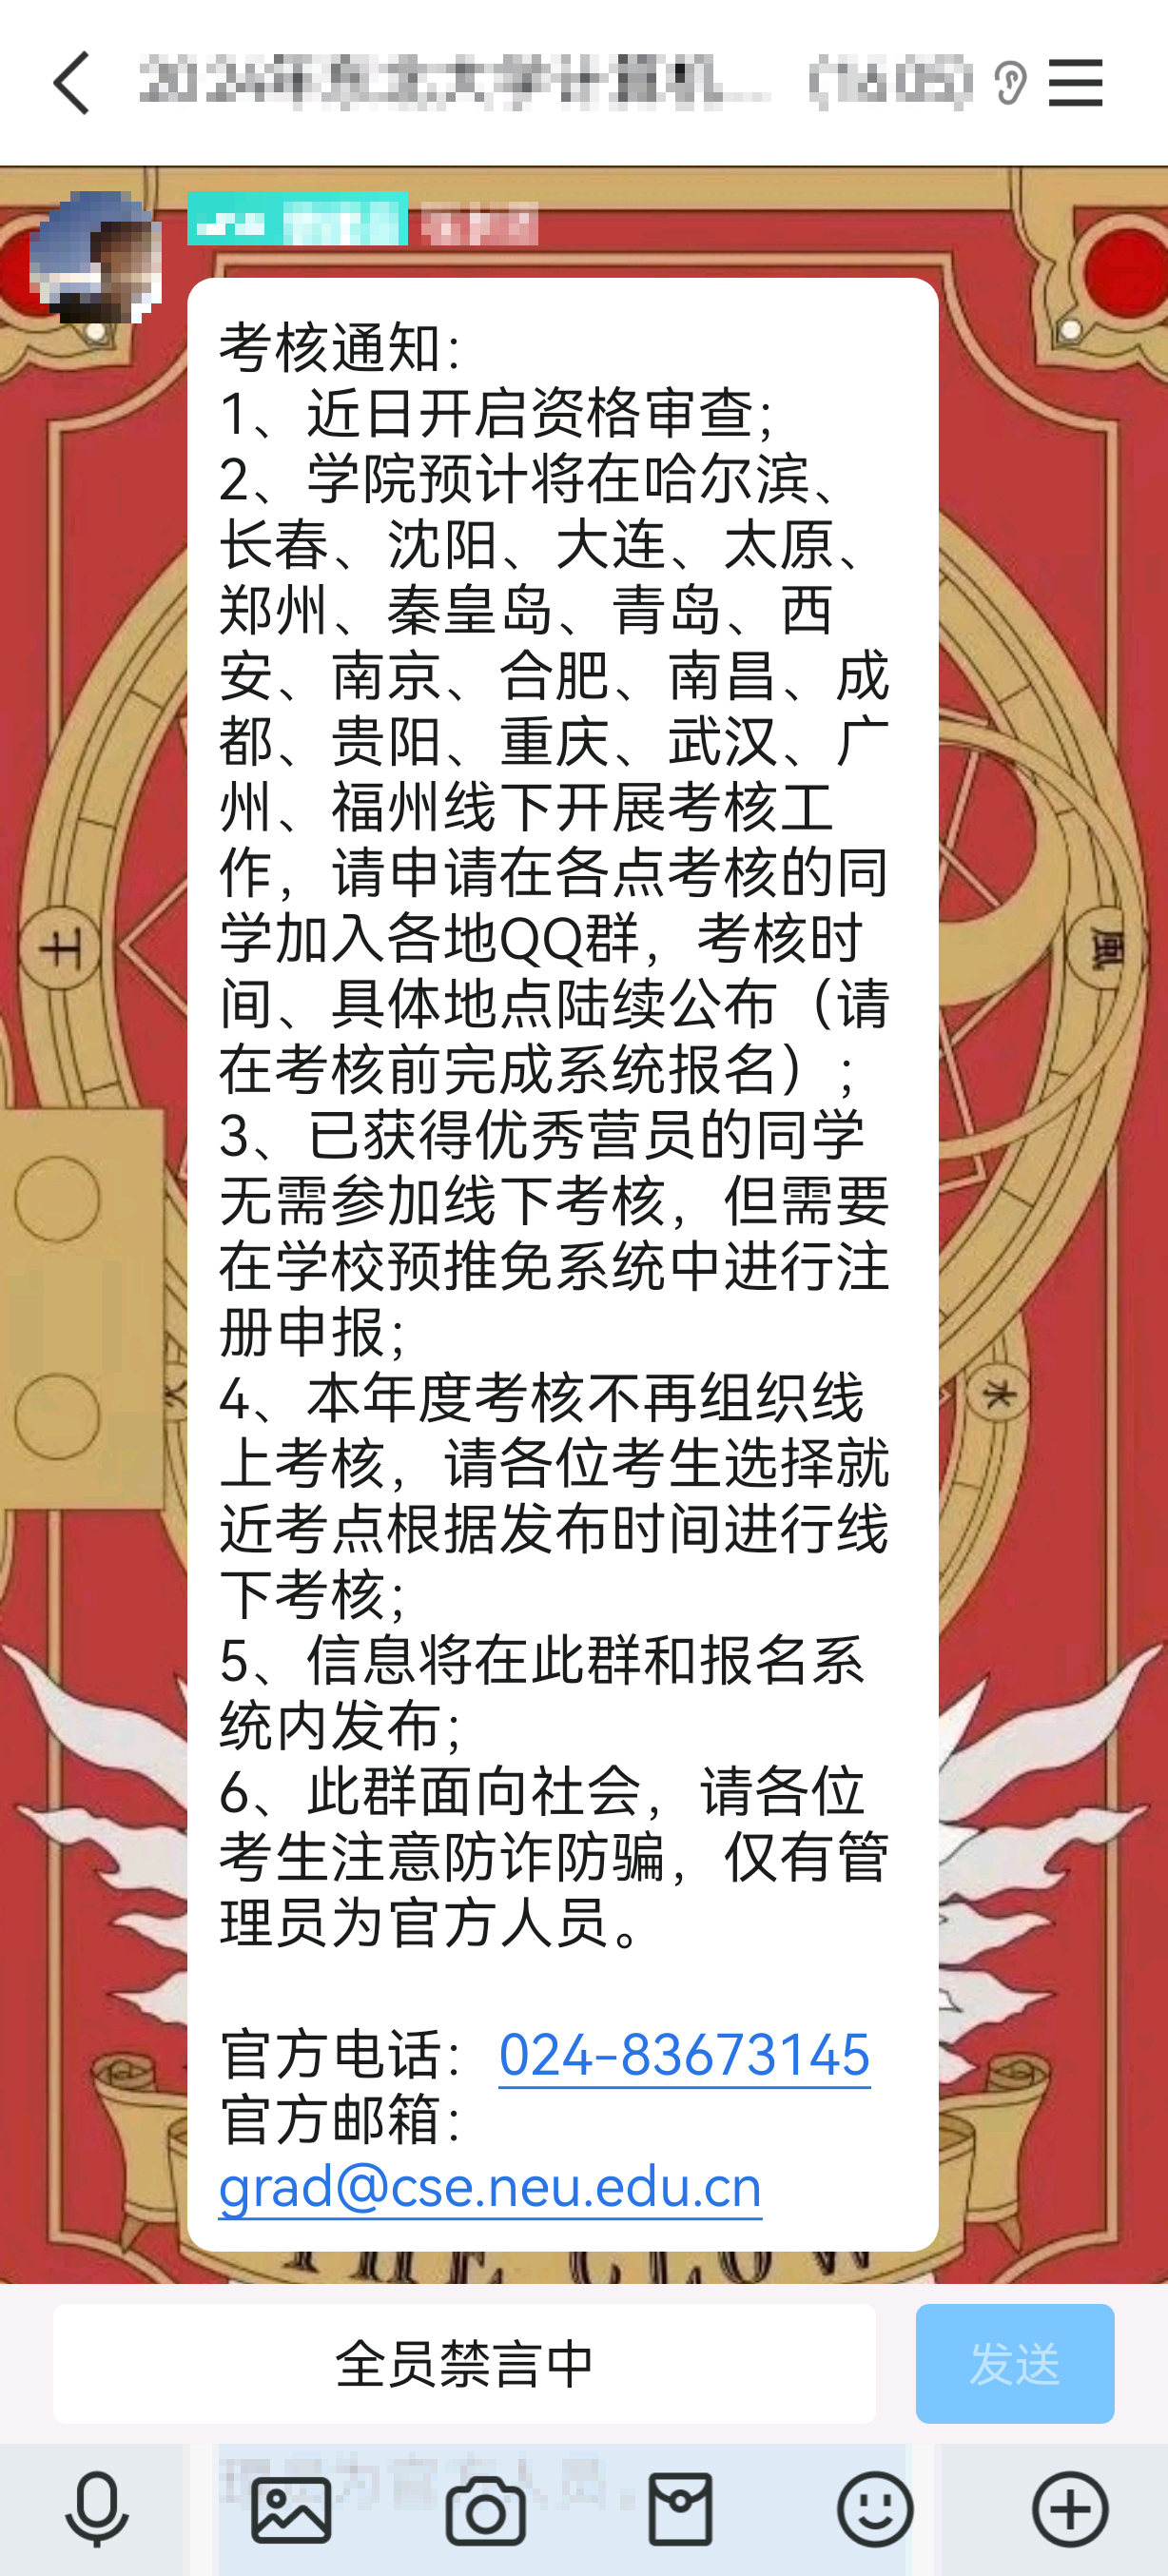 考核通知：
1、近日开启资格审查；
2、学院预计将在哈尔滨、
长春、沈阳、大连、太原、
郑州、秦皇岛、青岛、西
安、南京、合肥、南昌、成
都、贵阳、重庆、武汉、广
州、福州线下开展考核工
作，请申请在各点考核的同
学加入各地QQ群，考核时
间、具体地点陆续公布（请
在考核前完成系统报名）；
3、已获得优秀营员的同学
无需参加线下考核，但需要
在学校预推免系统中进行注
册申报；
4、本年度考核不再组织线
上考核，请各位考生选择就
近考点根据发布时间进行线
下考核；
5、信息将在此群和报名系
统内发布；
6、此群面向社会，请各位
考生注意防诈防骗，仅有管
理员为官方人员。
官方电话：024-83673145
官方邮箱：
grad@cse.neu.edu.cn
土
風
水
THE CLOW
全员禁言中
发送